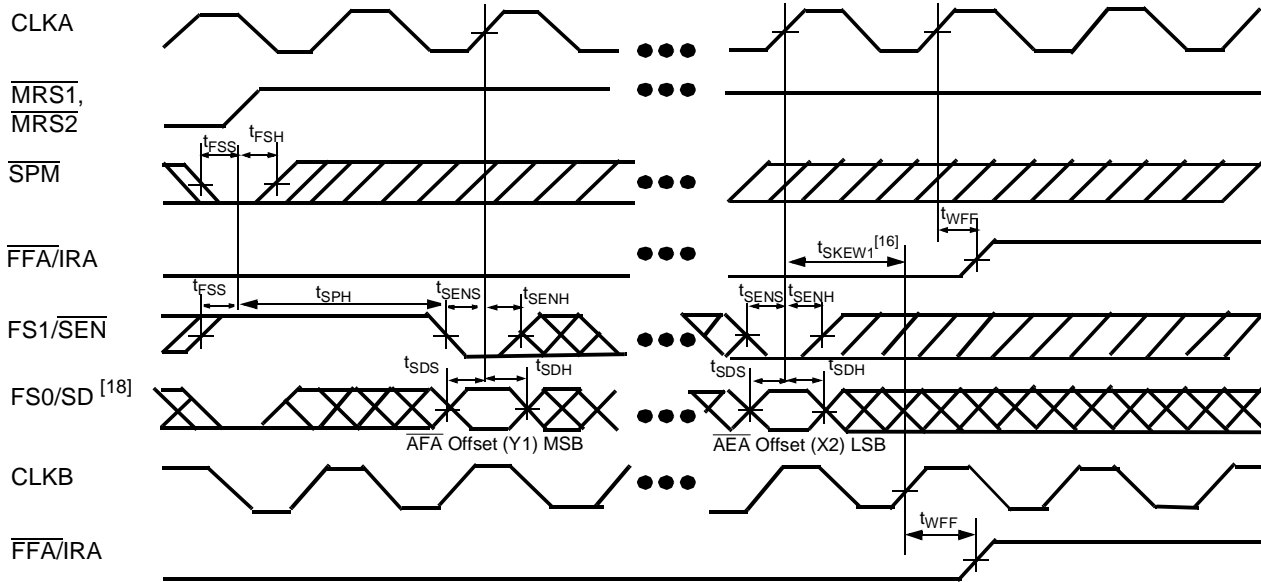 CLKA
MRS1,
MRS2
tFSS tFSH
SPM
tWFF
FFA/IRA
tSKEW1[16]
tFSS tSPH tSENS tSENH tSENS tSENH
FS1/SEN
tSDS tSDH tSDS tSDH
FS0/SD [18]
AFA Offset (Y1) MSB AEA Offset (X2) LSB
CLKB
tWFF
FFA/IRA